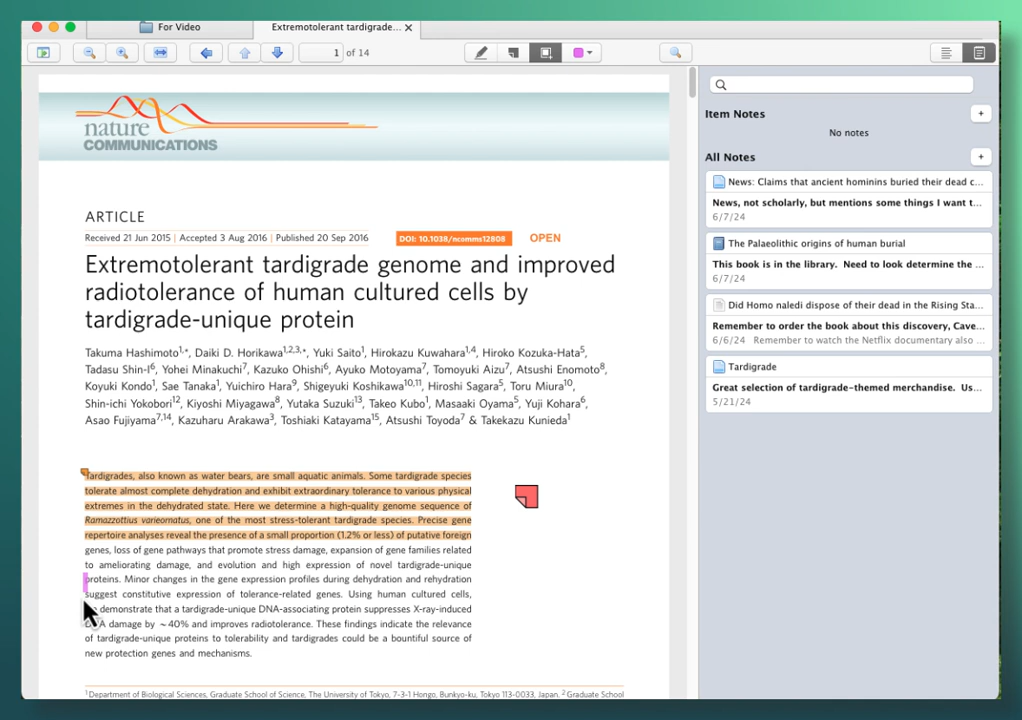 For Video
Extremotolerant tardigrade... ×
1 of 14
nature
COMMUNICATIONS
ARTICLE
Received 21 Jun 2015 | Accepted 3 Aug 2016 | Published 20 Sep 2016
DOI: 10.1038/ncomms12808
OPEN
Extremotolerant tardigrade genome and improved
radiotolerance of human cultured cells by
tardigrade-unique protein
Takuma Hashimoto1,*, Daiki D. Horikawa1,2,3,*, Yuki Saito1, Hirokazu Kuwahara1,4, Hiroko Kozuka-Hata5,
Tadasu Shin-I6, Yohei Minakuchi7, Kazuko Ohishi6, Ayuko Motoyama7, Tomoyuki Aizu7, Atsushi Enomoto8,
Koyuki Kondo1, Sae Tanaka1, Yuichiro Hara9, Shigeyuki Koshikawa10,11, Hiroshi Sagara5, Toru Miura10,
Shin-ichi Yokobori12, Kiyoshi Miyagawa8, Yutaka Suzuki13, Takeo Kubo1, Masaaki Oyama5, Yuji Kohara6,
Asao Fujiyama7,14, Kazuharu Arakawa3, Toshiaki Katayama15, Atsushi Toyoda7 & Takekazu Kunieda1
Tardigrades, also known as water bears, are small aquatic animals. Some tardigrade species
tolerate almost complete dehydration and exhibit extraordinary tolerance to various physical
extremes in the dehydrated state. Here we determine a high-quality genome sequence of
Ramazzottius varieornatus, one of the most stress-tolerant tardigrade species. Precise gene
repertoire analyses reveal the presence of a small proportion (1.2% or less) of putative foreign
genes, loss of gene pathways that promote stress damage, expansion of gene families related
to ameliorating damage, and evolution and high expression of novel tardigrade-unique
proteins. Minor changes in the gene expression profiles during dehydration and rehydration
suggest constitutive expression of tolerance-related genes. Using human cultured cells,
demonstrate that a tardigrade-unique DNA-associating protein suppresses X-ray-induced
DNA damage by ~40% and improves radiotolerance. These findings indicate the relevance
of tardigrade-unique proteins to tolerability and tardigrades could be a bountiful source of
new protection genes and mechanisms.
1 Department of Biological Sciences, Graduate School of Science, The University of Tokyo, 7-3-1 Hongo, Bunkyo-ku, Tokyo 113-0033, Japan. 2 Graduate School
Item Notes
+
No notes
All Notes
+
News: Claims that ancient hominins buried their dead c...
News, not scholarly, but mentions some things I want t...
6/7/24
The Palaeolithic origins of human burial
This book is in the library. Need to look determine the ...
6/7/24
Did Homo naledi dispose of their dead in the Rising Sta...
Remember to order the book about this discovery, Cave...
6/6/24 Remember to watch the Netflix documentary also ...
Tardigrade
Great selection of tardigrade-themed merchandise. Us...
5/21/24